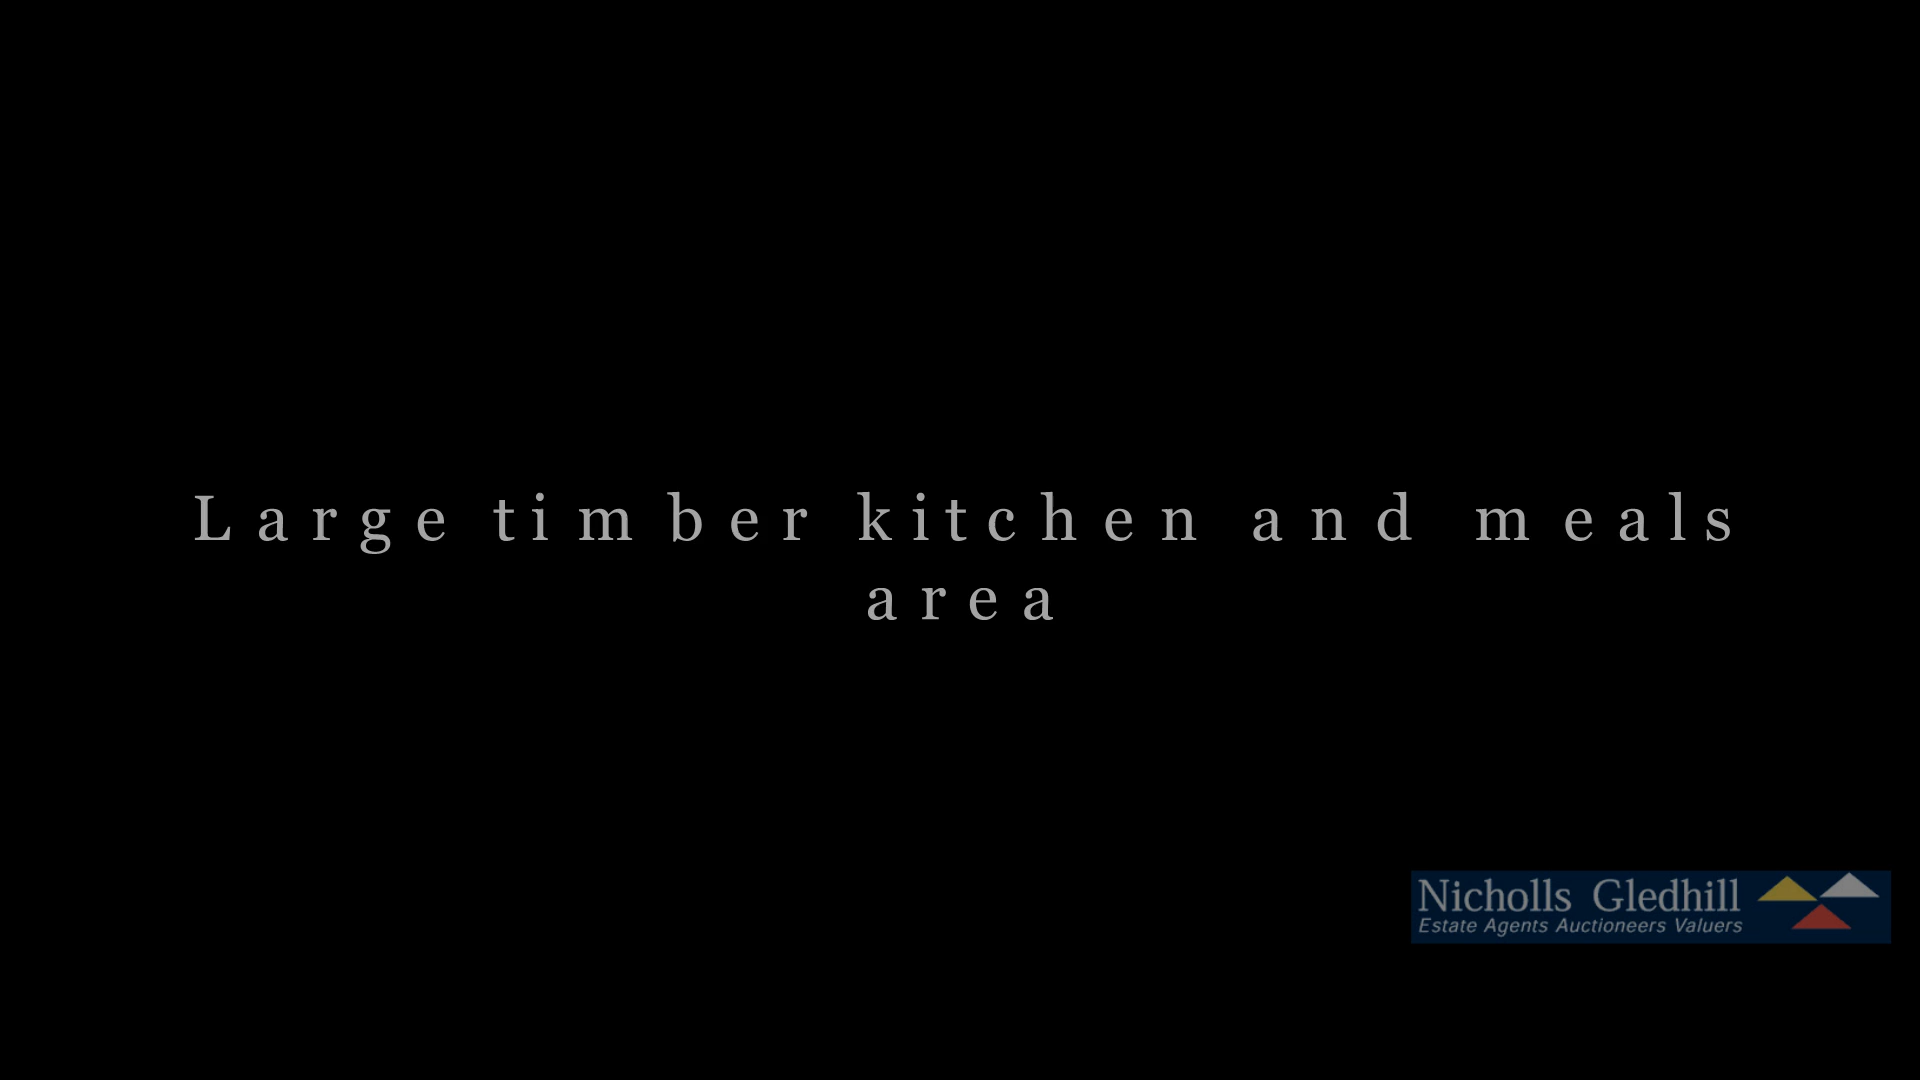 Large timber kitchen and meals
area
Nicholls Gledhill
Estate Agents Auctioneers Valuers